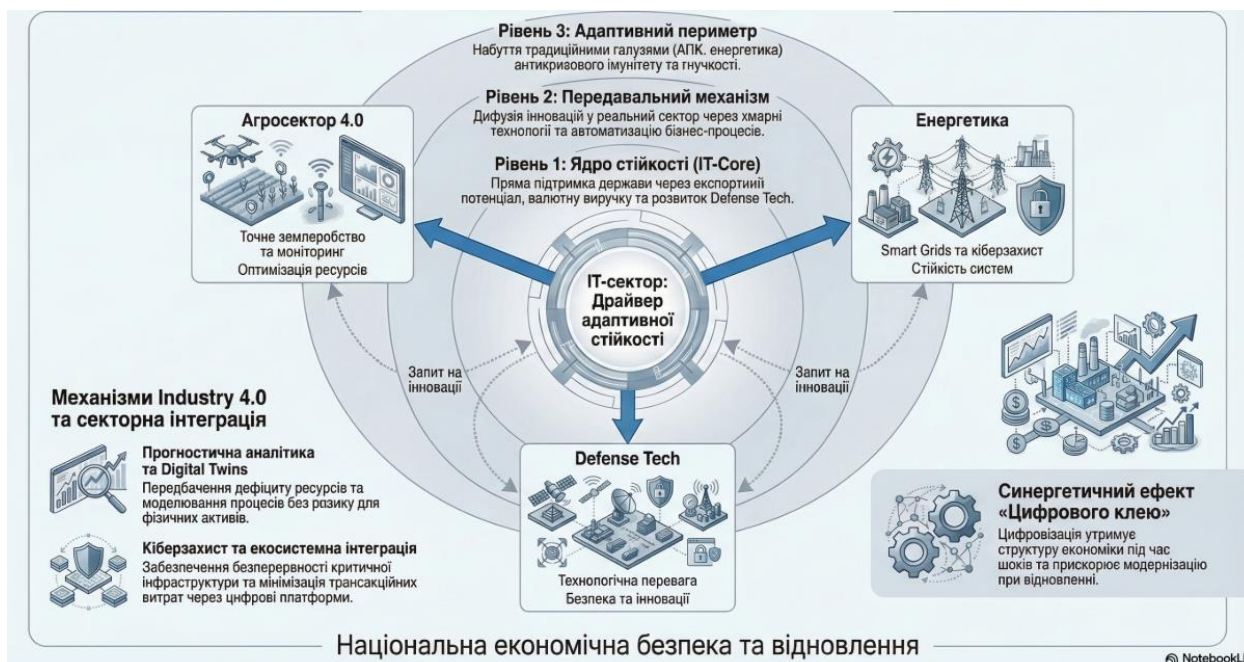 Рівень 3: Адаптивний периметр
Набуття традиційними галузями (АПК. енергетика)
антикризового імунітету та гнучкості.
Рівень 2: Передавальний механізм
Дифузія інновацій у реальний сектор через хмарні
технології та автоматизацію бізнес-процесів.
Рівень 1: Ядро стійкості (IT-Core)
Пряма підтримка держави через експортний
потенціал, валютну виручку та розвиток Defense Tech.
Агросектор 4.0
Точне землеробство
та моніторинг
Оптимізація ресурсів
Енергетика
Smart Grids та кіберзахист
Стійкість систем
ІТ-сектор:
Драйвер
адаптивної
стійкості
Запит на
інновації
Запит на
інновації
Defense Tech
Технологічна перевага
Безпека та інновації
Механізми Industry 4.0
та секторна інтеграція
Прогностична аналітика
та Digital Twins
Передбачення дефіциту ресурсів та
моделювання процесів без розику для
фізичних активів.
Кіберзахист та екосистемна інтеграція
Забезпечення безперервності критичної
інфраструктури та мінімізація трансакційних
витрат через цифрові платформи.
Синергетичний ефект
«Цифрового клею»
Цифровізація утримує
структуру економіки під час
шоків та прискорює модернізацію
при відновленні.
Національна економічна безпека та відновлення